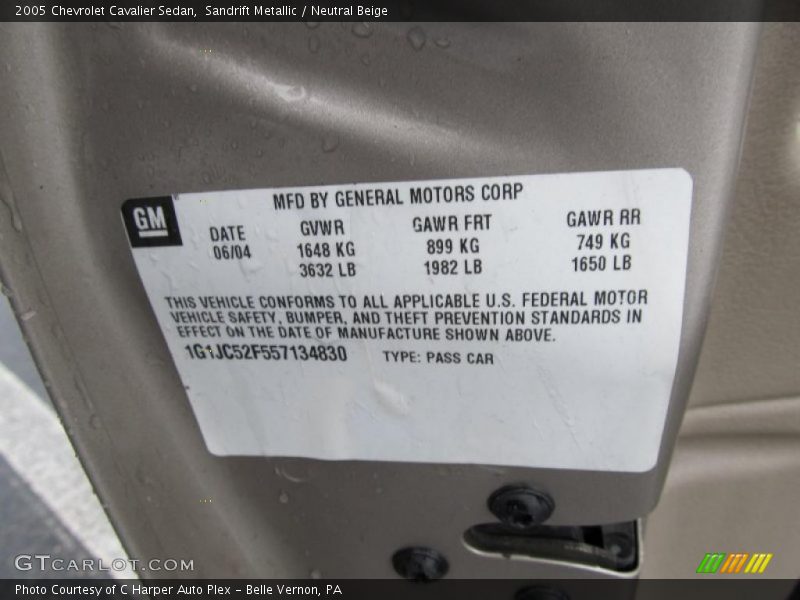 2005 Chevrolet Cavalier Sedan, Sandrift Metallic / Neutral Beige
GM
MFD BY GENERAL MOTORS CORP
DATE GVWR GAWR FRT GAWR RR
06/04 1648 KG 899 KG 749 KG
3632 LB 1982 LB 1650 LB
THIS VEHICLE CONFORMS TO ALL APPLICABLE U.S. FEDERAL MOTOR
VEHICLE SAFETY, BUMPER, AND THEFT PREVENTION STANDARDS IN
EFFECT ON THE DATE OF MANUFACTURE SHOWN ABOVE.
1G1JC52F557134830 TYPE: PASS CAR
GTCARLOT.COM
Photo Courtesy of C Harper Auto Plex – Belle Vernon, PA